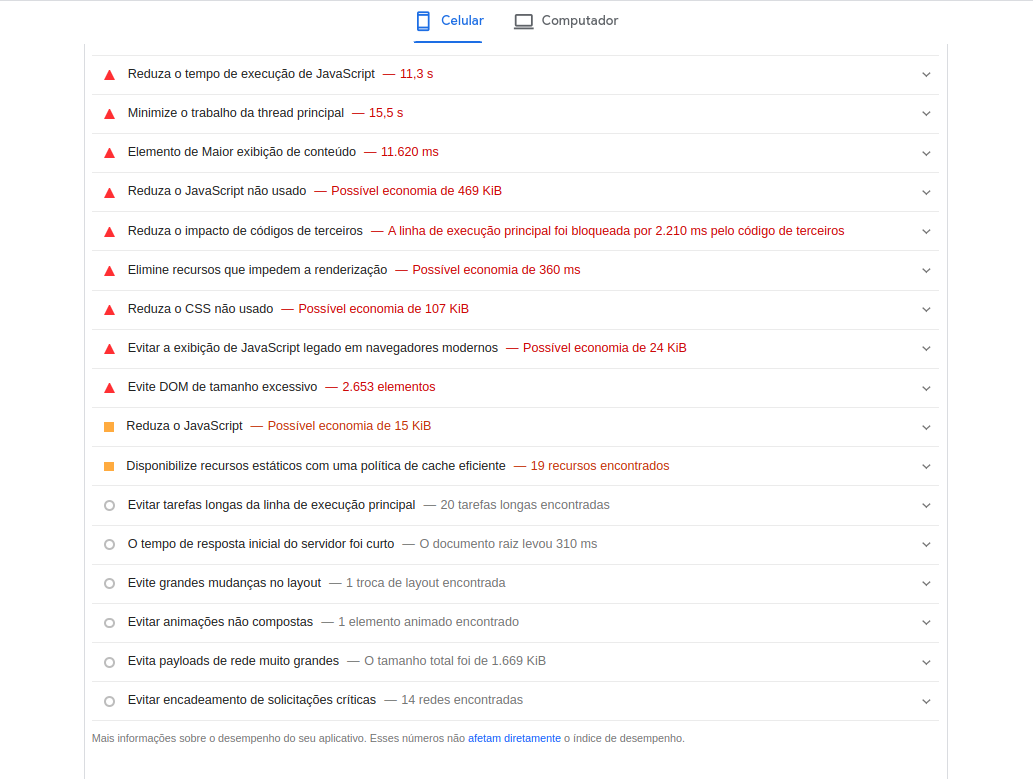 Celular Computador
Reduza o tempo de execução de JavaScript — 11,3 s
Minimize o trabalho da thread principal — 15,5 s
Elemento de Maior exibição de conteúdo — 11.620 ms
Reduza o JavaScript não usado — Possível economia de 469 KiB
Reduza o impacto de códigos de terceiros — A linha de execução principal foi bloqueada por 2.210 ms pelo código de terceiros
Elimine recursos que impedem a renderização — Possível economia de 360 ms
Reduza o CSS não usado — Possível economia de 107 KiB
Evitar a exibição de JavaScript legado em navegadores modernos — Possível economia de 24 KiB
Evite DOM de tamanho excessivo — 2.653 elementos
Reduza o JavaScript — Possível economia de 15 KiB
Disponibilize recursos estáticos com uma política de cache eficiente — 19 recursos encontrados
Evitar tarefas longas da linha de execução principal — 20 tarefas longas encontradas
O tempo de resposta inicial do servidor foi curto — O documento raiz levou 310 ms
Evite grandes mudanças no layout — 1 troca de layout encontrada
Evitar animações não compostas — 1 elemento animado encontrado
Evita payloads de rede muito grandes — O tamanho total foi de 1.669 KiB
Evitar encadeamento de solicitações críticas — 14 redes encontradas
Mais informações sobre o desempenho do seu aplicativo. Esses números não afetam diretamente o índice de desempenho.